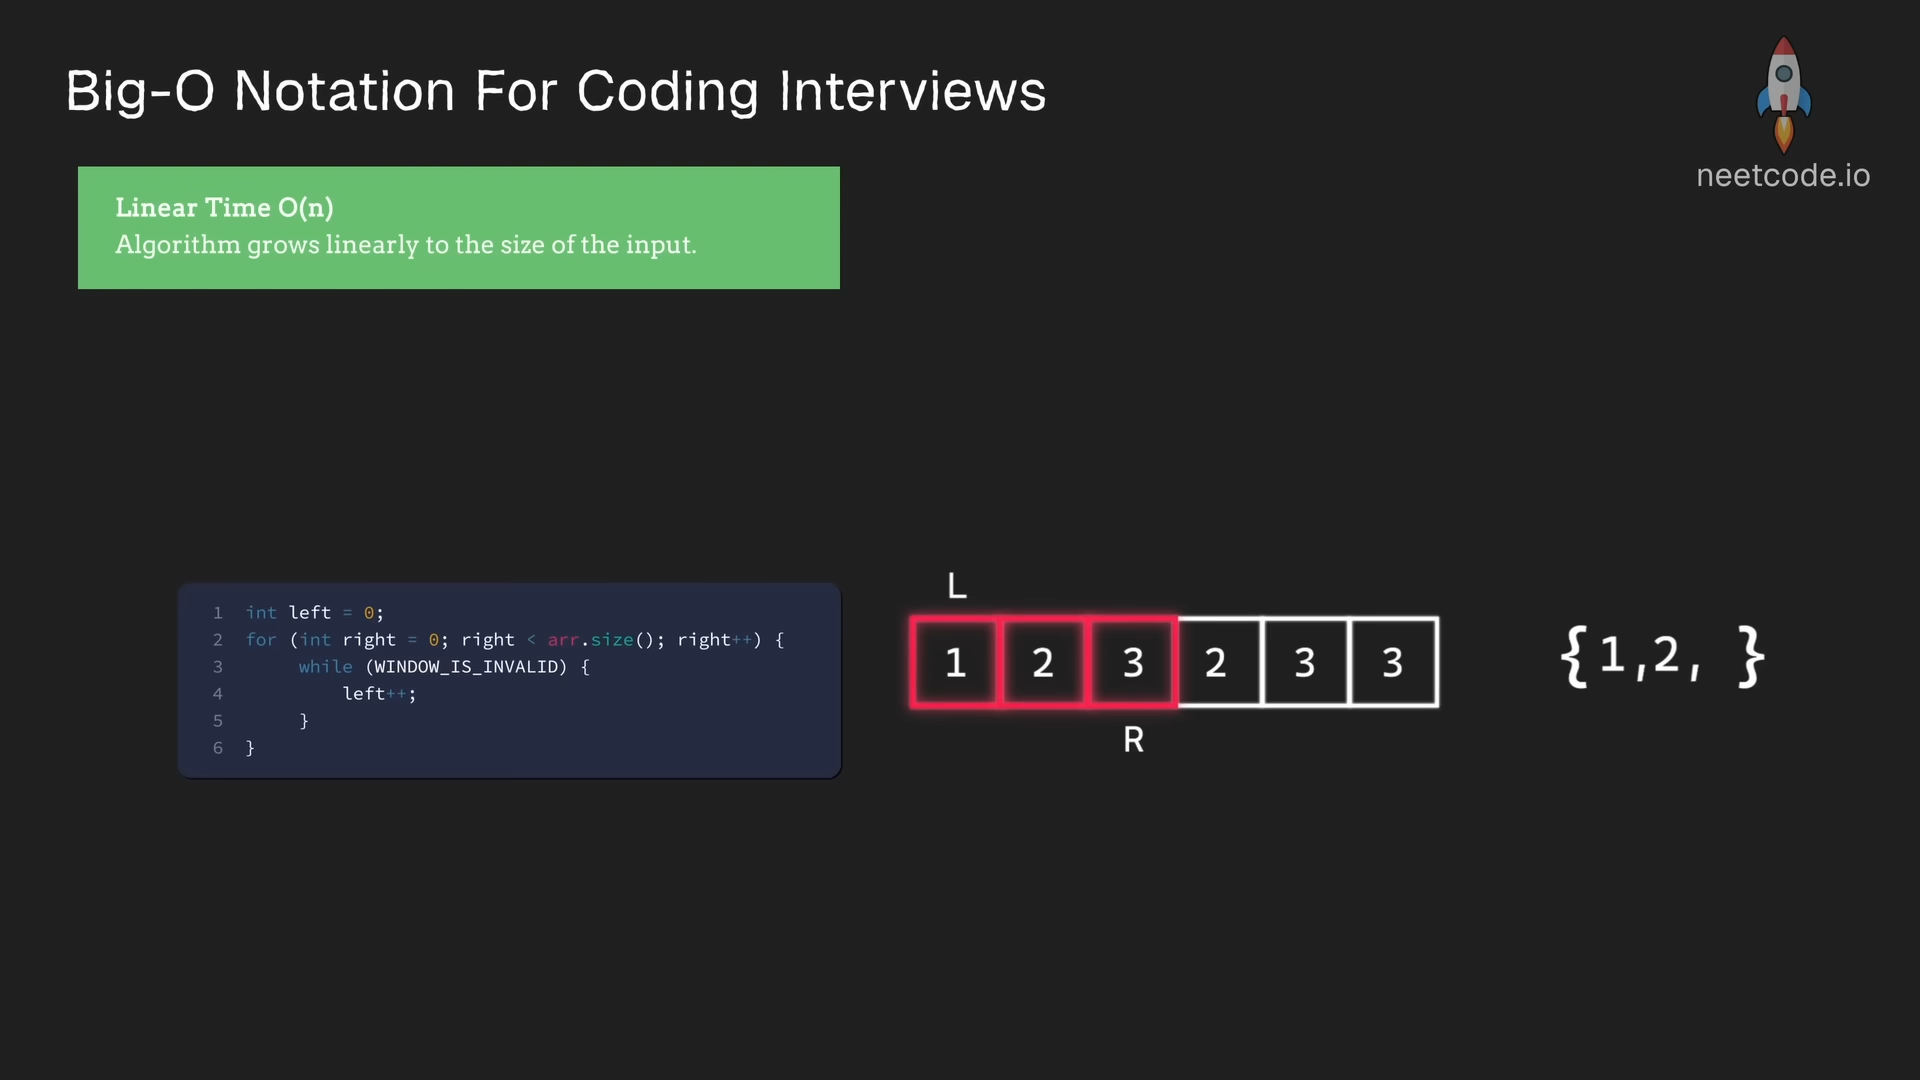 Big-O Notation For Coding Interviews
neetcode.io
Linear Time O(n)
Algorithm grows linearly to the size of the input.
1 int left = 0;
2 for (int right = 0; right < arr.size(); right++) {
3 while (WINDOW_IS_INVALID) {
4 left++;
5 }
6 }
L
1 2 3 2 3 3
R
{1,2, }